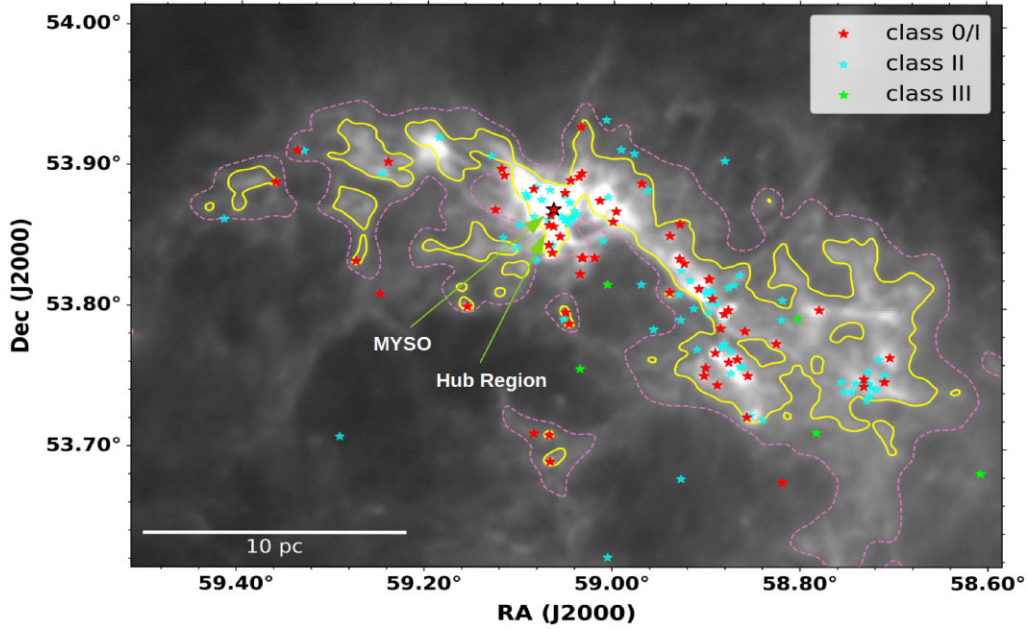 54.00°
53.90°
53.80°
53.70°
Dec (J2000)
class 0/I
class II
class III
MYSO
Hub Region
10 pc
59.40° 59.20° 59.00° 58.80° 58.60°
RA (J2000)